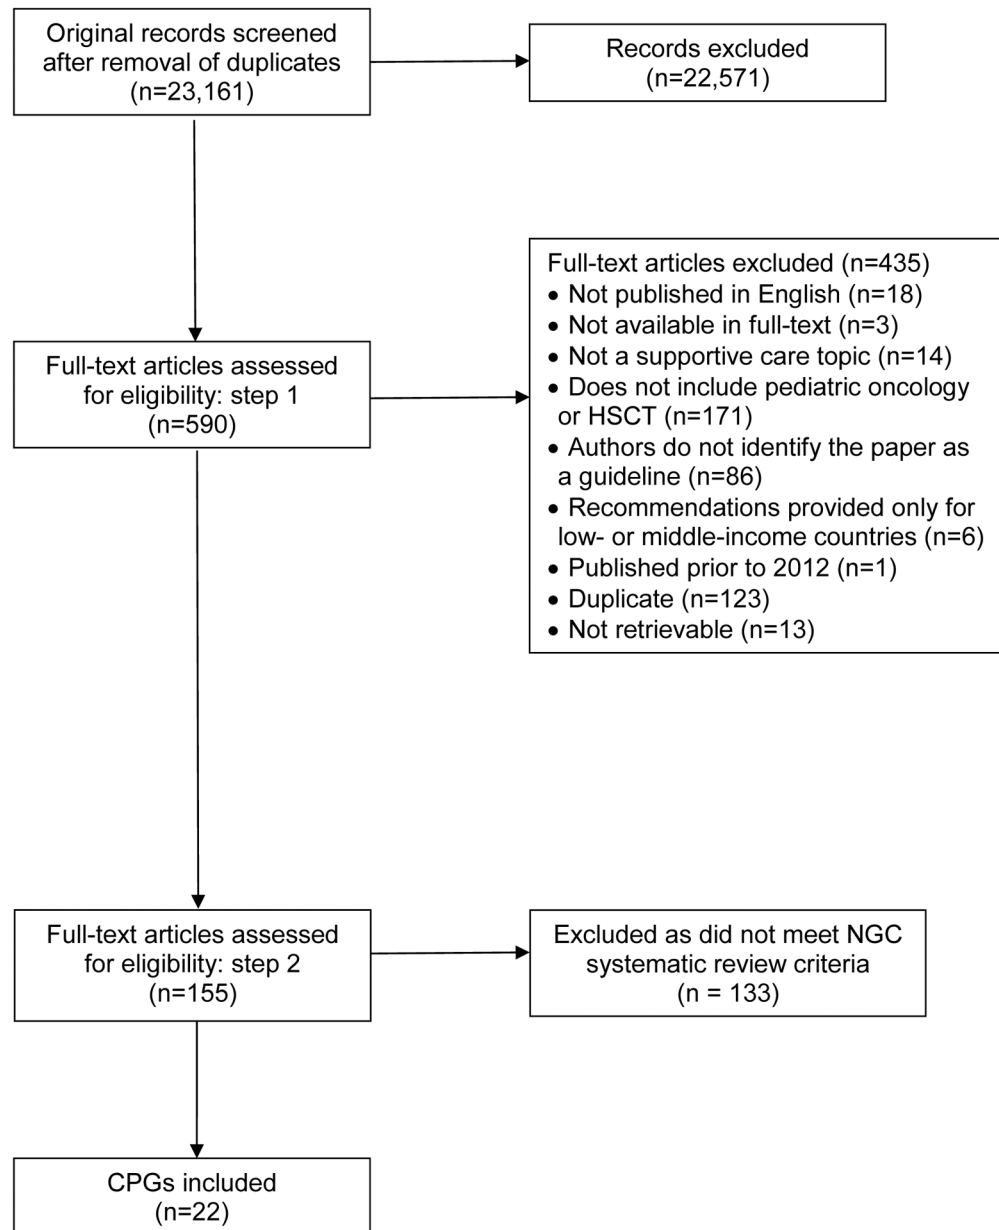 Original records screened
after removal of duplicates
(n=23,161)
Records excluded
(n=22,571)
Full-text articles excluded (n=435)
• Not published in English (n=18)
• Not available in full-text (n=3)
• Not a supportive care topic (n=14)
• Does not include pediatric oncology
or HSCT (n=171)
• Authors do not identify the paper as
a guideline (n=86)
• Recommendations provided only for
low- or middle-income countries (n=6)
• Published prior to 2012 (n=1)
• Duplicate (n=123)
• Not retrievable (n=13)
Full-text articles assessed
for eligibility: step 1
(n=590)
Full-text articles assessed
for eligibility: step 2
(n=155)
Excluded as did not meet NGC
systematic review criteria
(n = 133)
CPGs included
(n=22)